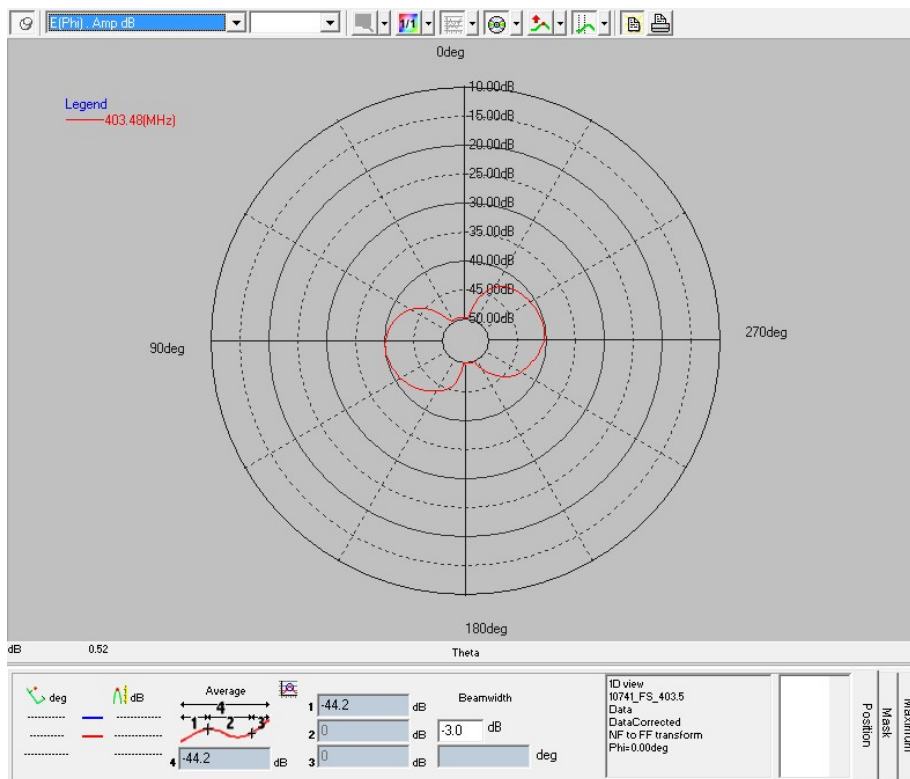 E(Phi) . Amp dB
1/1
0deg
Legend
403.48(MHz)
-10.00dB
-15.00dB
-20.00dB
-25.00dB
-30.00dB
-35.00dB
-40.00dB
-45.00dB
-50.00dB
90deg
270deg
180deg
dB 0.52 Theta
deg dB
Average
4
1 2 3
4 -44.2 dB
1 -44.2 dB
2 0 dB
3 0 dB
Beamwidth
-3.0 dB
deg
1D view
10741_FS_403.5
Data
DataCorrected
NF to FF transform
Phi=0.00deg
Position
Mask
Maximum